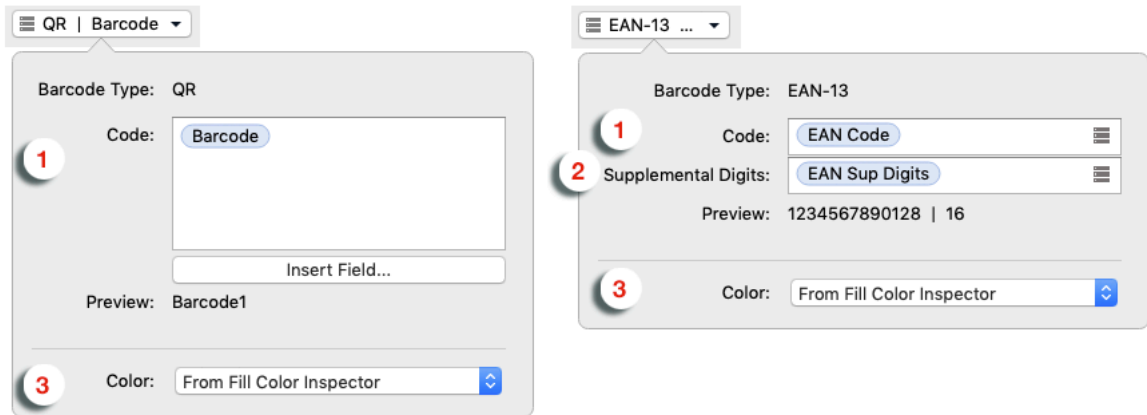 QR | Barcode
Barcode Type: QR
Code: Barcode
1
Insert Field...
Preview: Barcode1
3
Color: From Fill Color Inspector
EAN-13 ...
Barcode Type: EAN-13
1
Code: EAN Code
2
Supplemental Digits: EAN Sup Digits
Preview: 1234567890128 | 16
3
Color: From Fill Color Inspector